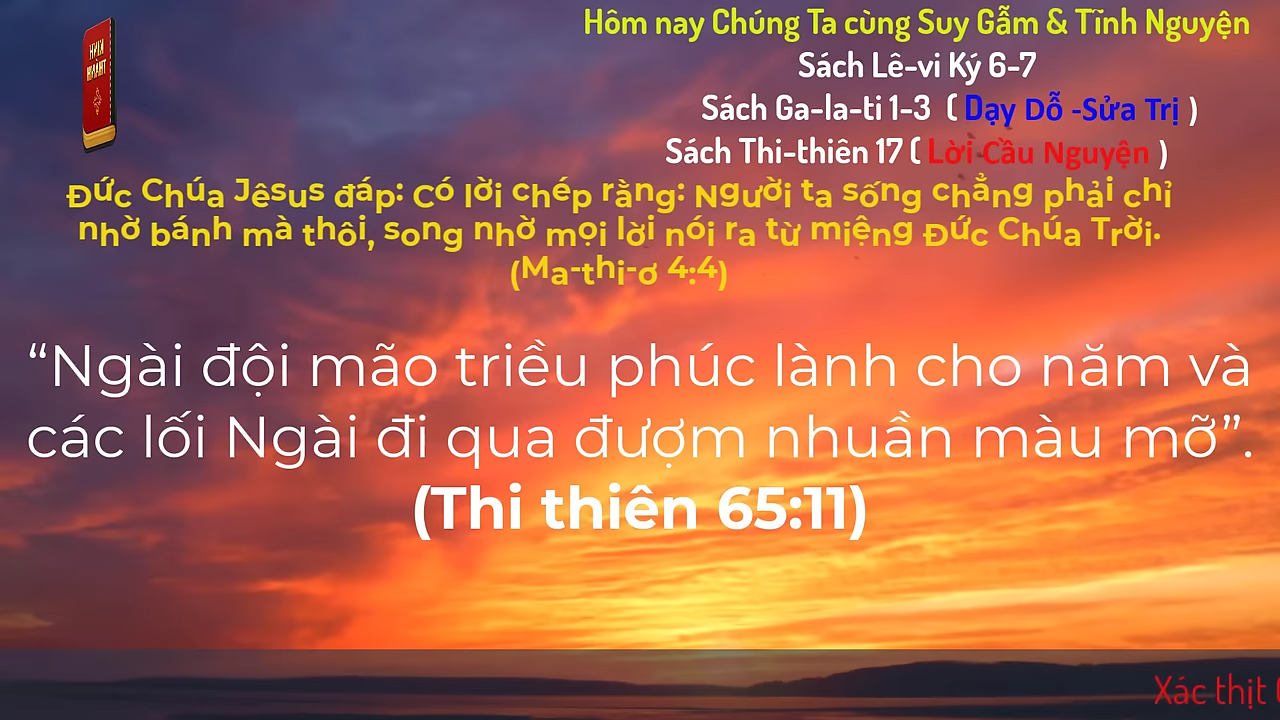 KINH
THÁNH
Hôm nay Chúng Ta cùng Suy Gẫm & Tĩnh Nguyện
Sách Lê-vi Ký 6-7
Sách Ga-la-ti 1-3 ( Dạy Dỗ -Sửa Trị )
Sách Thi-thiên 17 ( Lời Cầu Nguyện )
Đức Chúa Jêsus đáp: Có lời chép rằng: Người ta sống chẳng phải chỉ
nhờ bánh mà thôi, song nhờ mọi lời nói ra từ miệng Đức Chúa Trời.
(Ma-thi-ơ 4:4)
“Ngài đội mão triều phúc lành cho năm và
các lối Ngài đi qua đượm nhuần màu mỡ”.
(Thi thiên 65:11)
Xác thịt